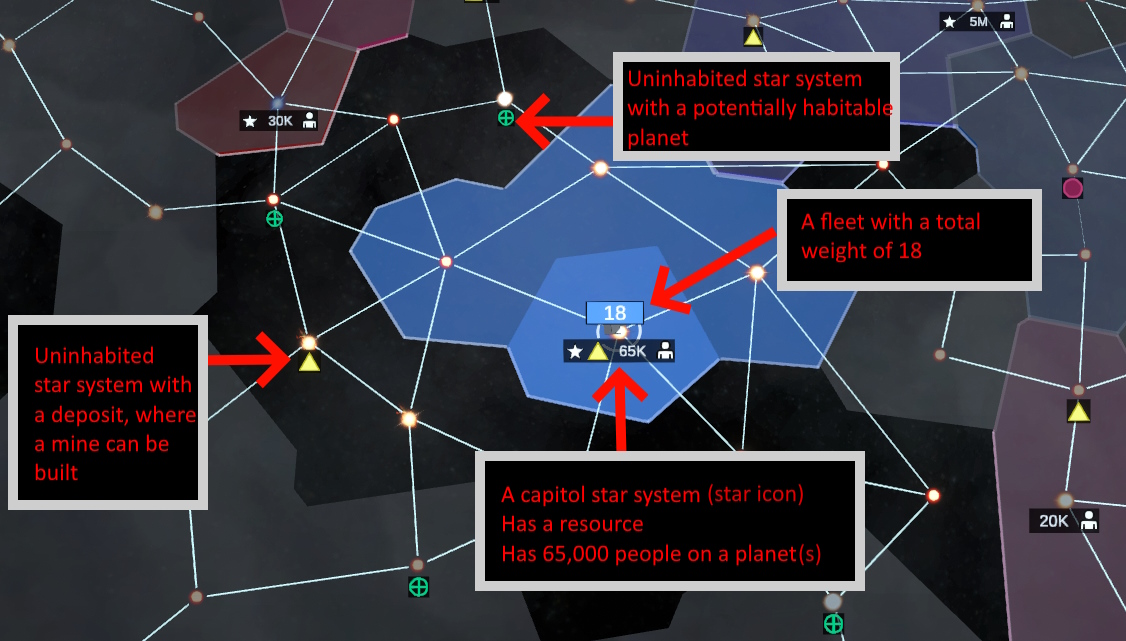 5M
Uninhabited star system
with a potentially habitable
planet
30K
A fleet with a total
weight of 18
18
65K
Uninhabited
star system with
a deposit, where
a mine can be
built
A capitol star system (star icon)
Has a resource
Has 65,000 people on a planet(s)
20K